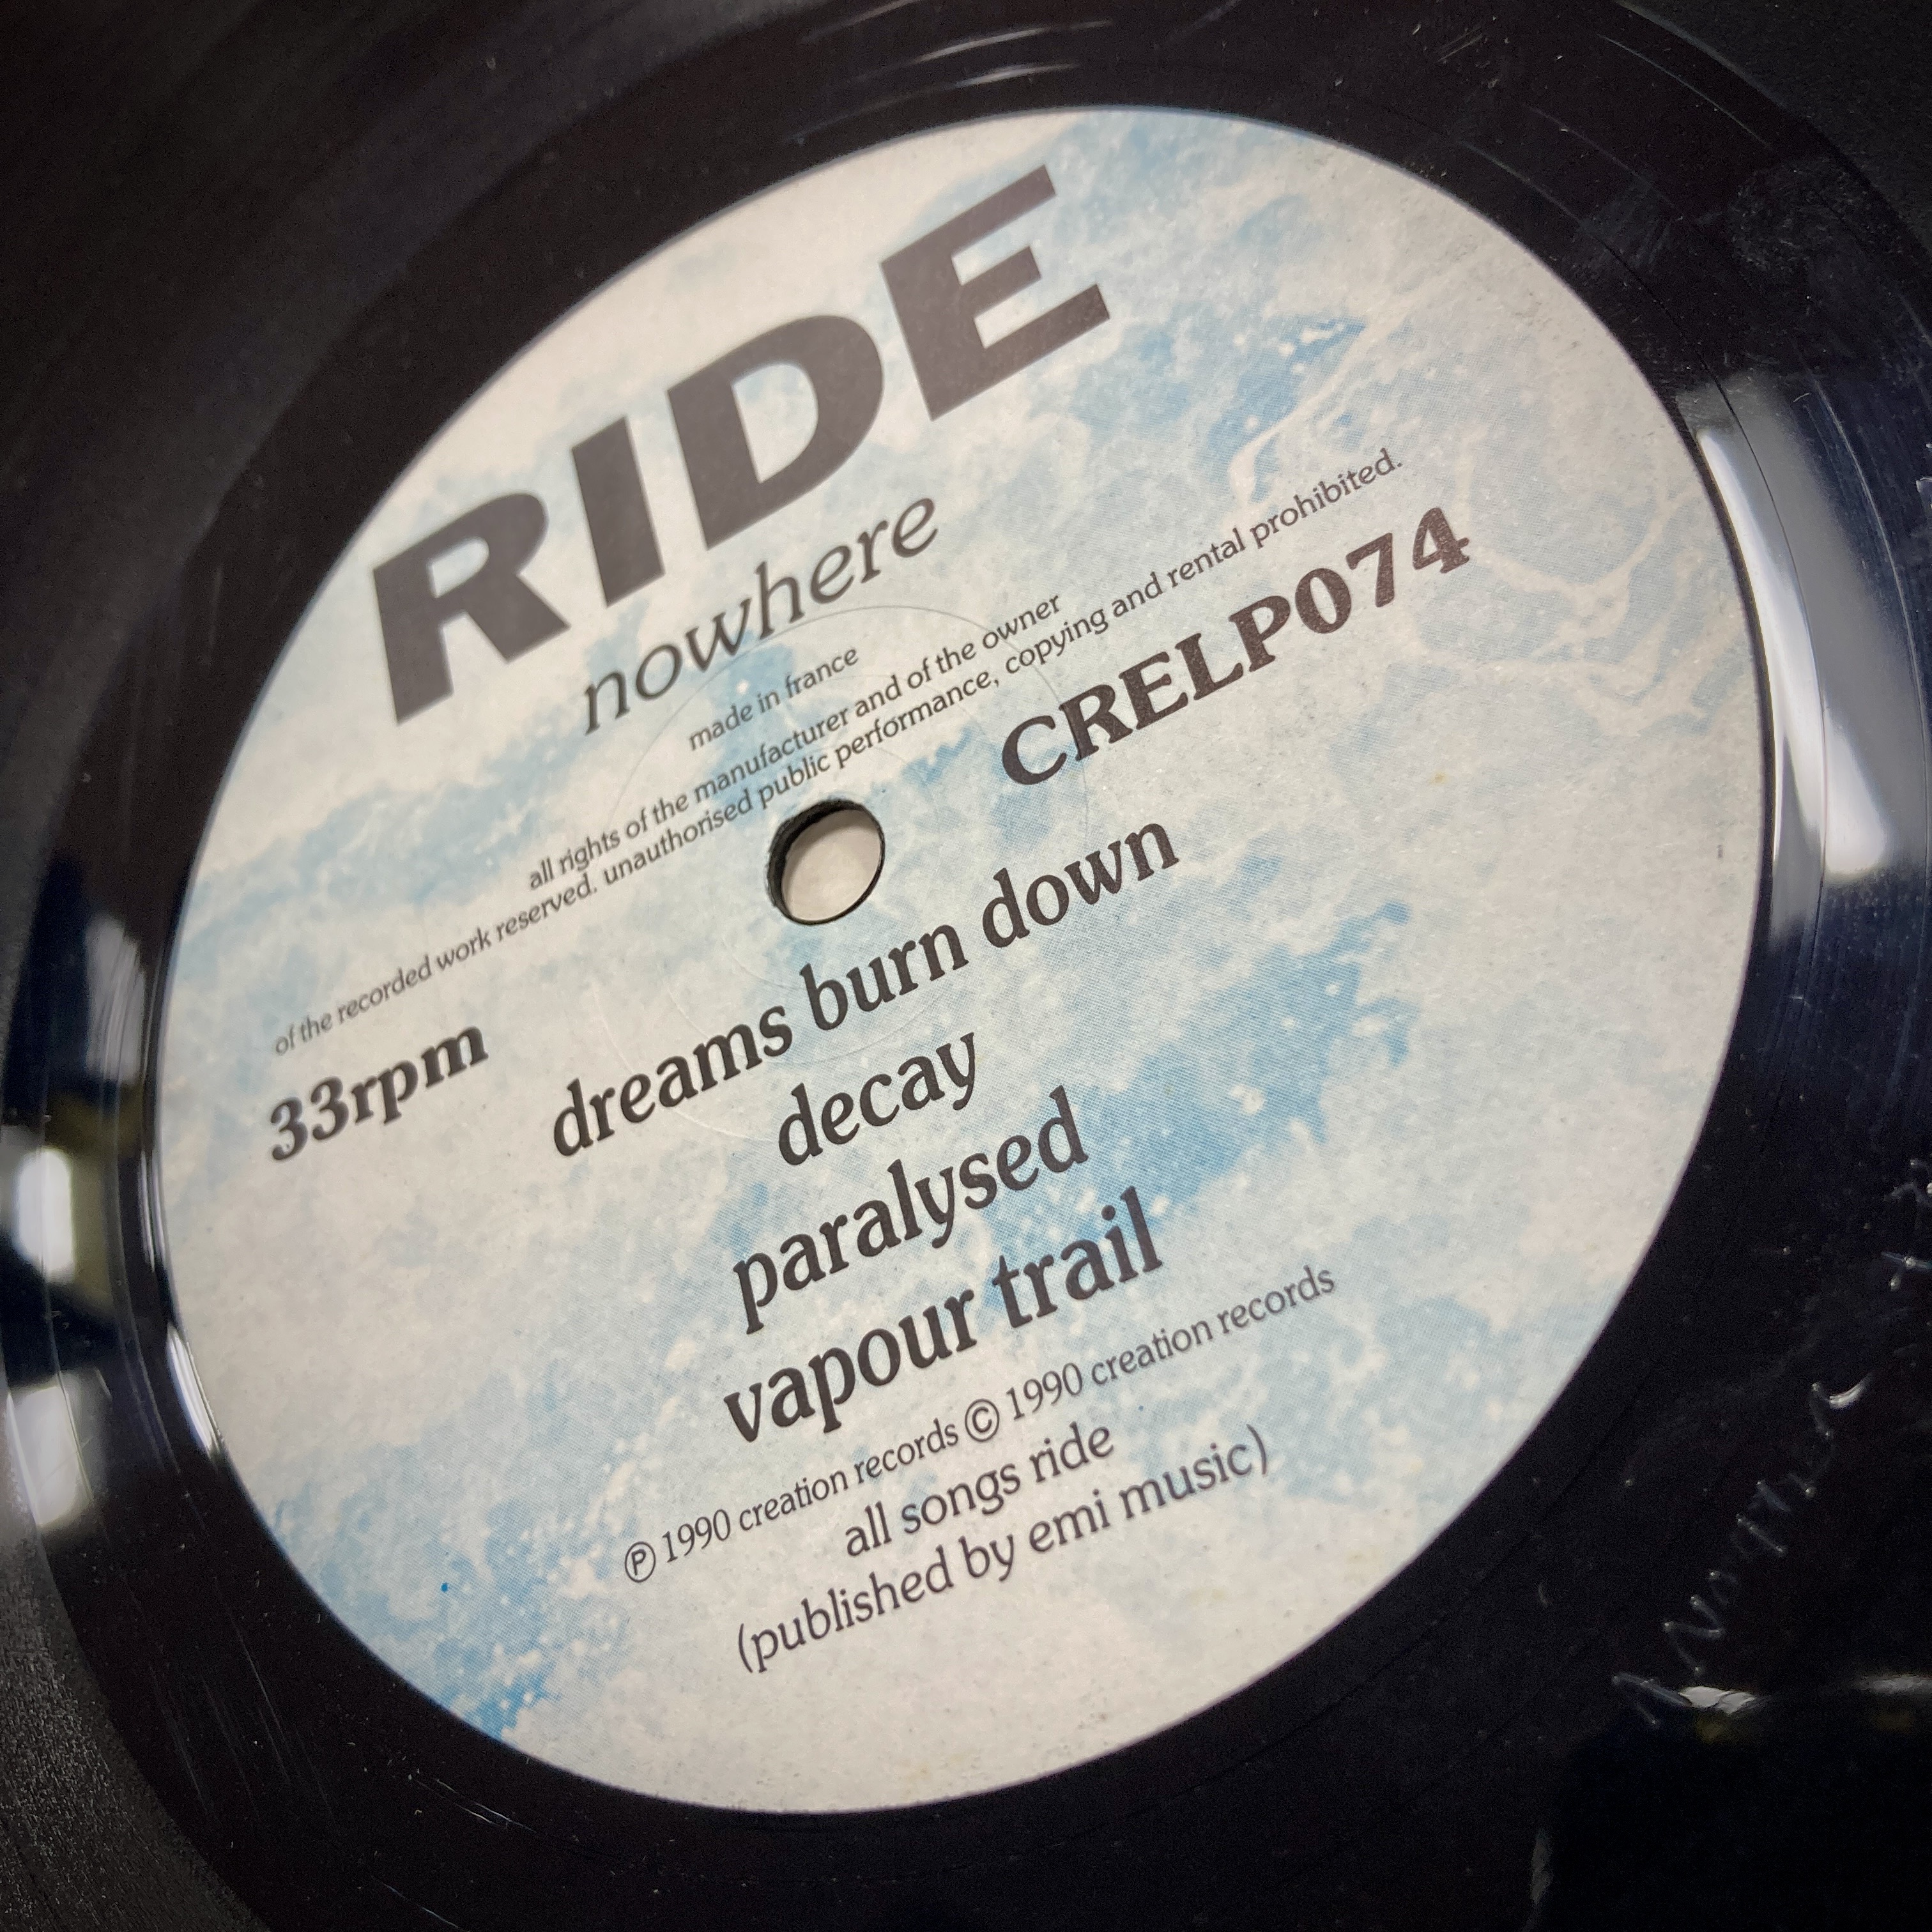 RIDE
nowhere
made in france
all rights of the manufacturer and of the owner
of the recorded work reserved. unauthorised public performance, copying and rental prohibited.
33rpm
CRELP074
dreams burn down
decay
paralysed
vapour trail
℗ 1990 creation records © 1990 creation records
all songs ride
(published by emi music)